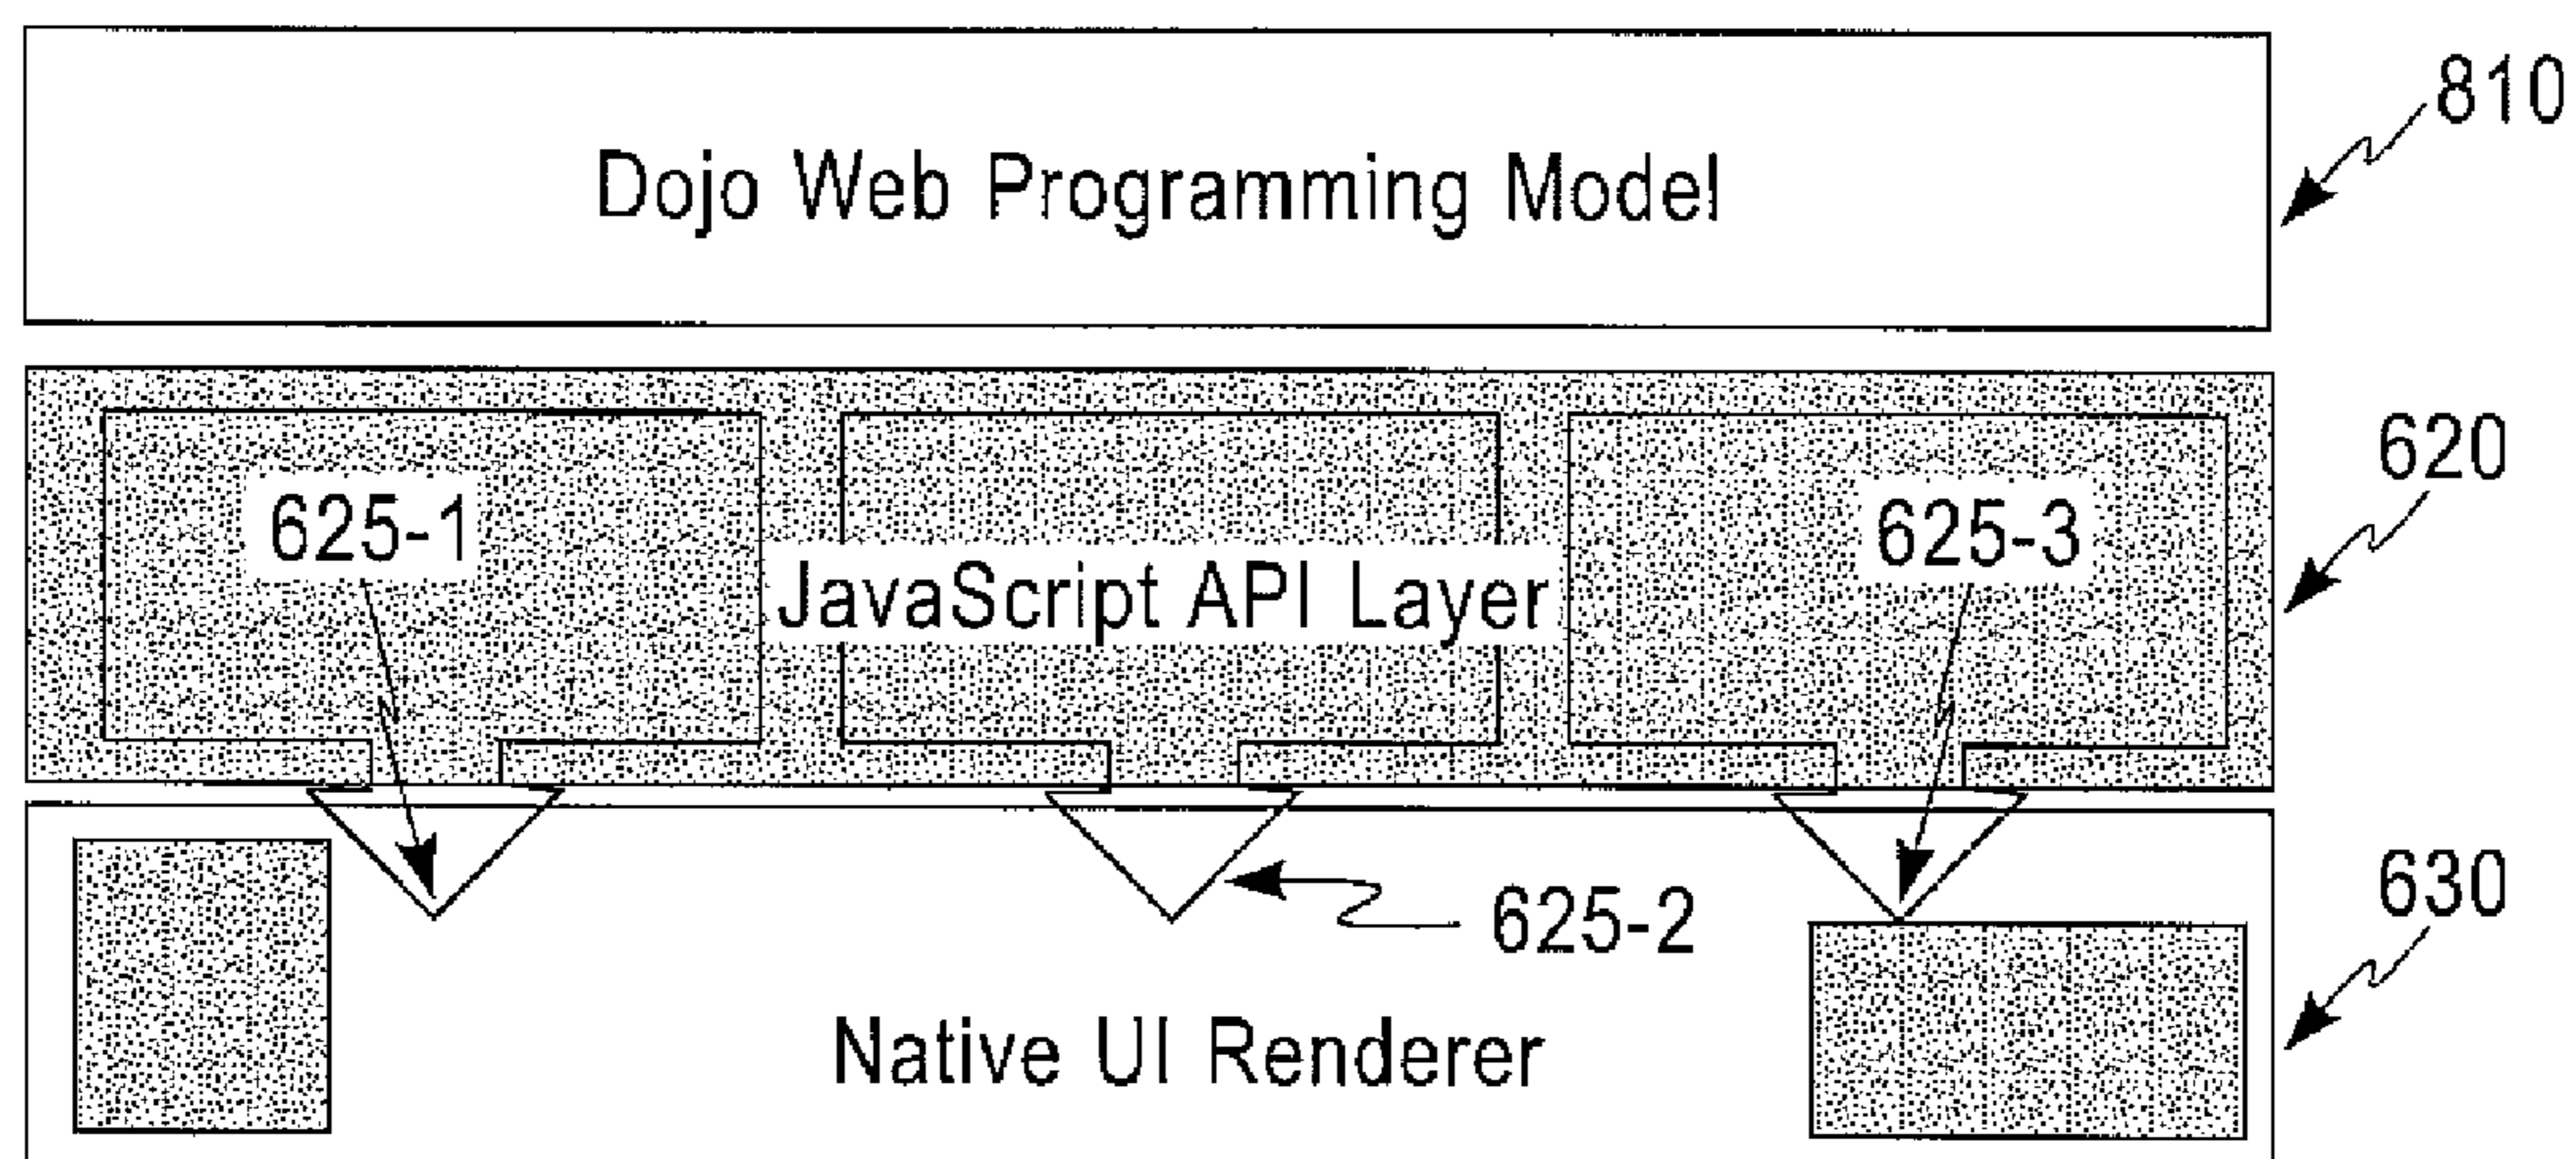 Dojo Web Programming Model
810
620
625-1
625-3
JavaScript API Layer
630
625-2
Native UI Renderer